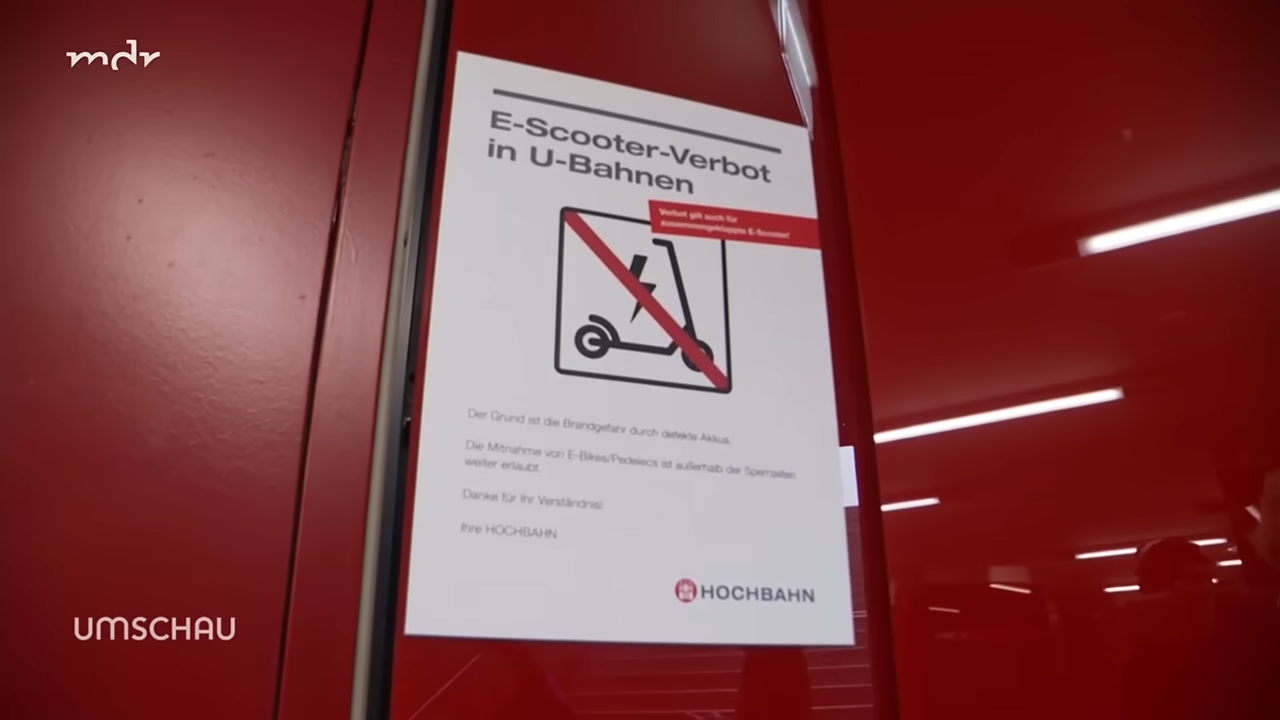 mdr
E-Scooter-Verbot
in U-Bahnen
Verbot gilt auch für
zusammengeklappte E-Scooter!
Der Grund ist die Brandgefahr durch defekte Akkus.
Die Mitnahme von E-Bikes/Pedelecs ist außerhalb der Sperrzeiten
weiter erlaubt.
Danke für Ihr Verständnis!
Ihre HOCHBAHN
HOCHBAHN
UMSCHAU